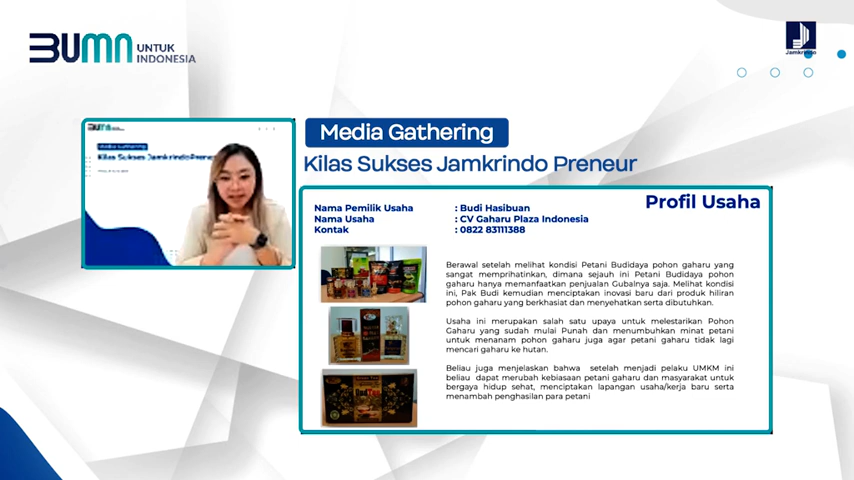 BUMN UNTUK
INDONESIA
Jamkrindo
Media Gathering
Kilas Sukses Jamkrindo Preneur
Media Gathering
Kilas Sukses Jamkrindo Preneur
Profil Usaha
Nama Pemilik Usaha : Budi Hasibuan
Nama Usaha : CV Gaharu Plaza Indonesia
Kontak : 0822 83111388
Berawal setelah melihat kondisi Petani Budidaya pohon gaharu yang
sangat memprihatinkan, dimana sejauh ini Petani Budidaya pohon
gaharu hanya memanfaatkan penjualan Gubalnya saja. Melihat kondisi
ini, Pak Budi kemudian menciptakan inovasi baru dari produk hiliran
pohon gaharu yang berkhasiat dan menyehatkan serta dibutuhkan.
Usaha ini merupakan salah satu upaya untuk melestarikan Pohon
Gaharu yang sudah mulai Punah dan menumbuhkan minat petani
untuk menanam pohon gaharu juga agar petani gaharu tidak lagi
mencari gaharu ke hutan.
Beliau juga menjelaskan bahwa setelah menjadi pelaku UMKM ini
beliau dapat merubah kebiasaan petani gaharu dan masyarakat untuk
bergaya hidup sehat, menciptakan lapangan usaha/kerja baru serta
menambah penghasilan para petani